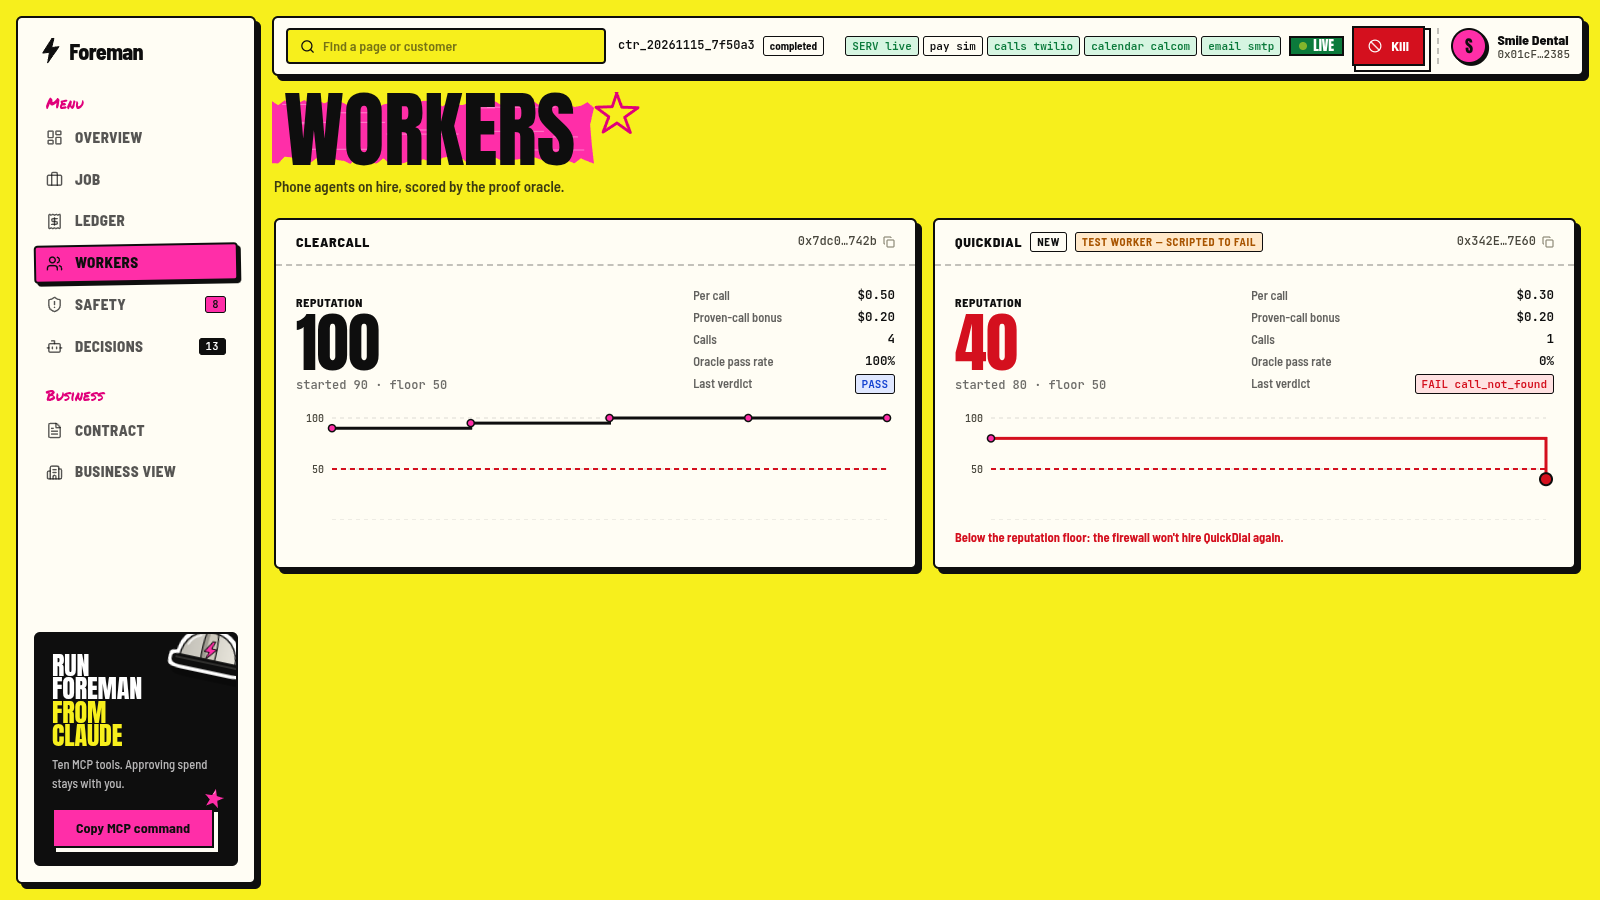 Foreman
Menu
OVERVIEW
JOB
LEDGER
WORKERS
SAFETY 8
DECISIONS 13
Business
CONTRACT
BUSINESS VIEW
RUN
FOREMAN
FROM
CLAUDE
Ten MCP tools. Approving spend
stays with you.
Copy MCP command
Find a page or customer
ctr_20261115_7f50a3 completed
SERV live pay sim calls twilio calendar calcom email smtp LIVE
Kill
S
Smile Dental
0x01cF…2385
WORKERS
Phone agents on hire, scored by the proof oracle.
CLEARCALL 0x7dc0…742b
REPUTATION
100
started 90 · floor 50
Per call $0.50
Proven-call bonus $0.20
Calls 4
Oracle pass rate 100%
Last verdict PASS
100
50
QUICKDIAL NEW TEST WORKER — SCRIPTED TO FAIL 0x342E…7E60
REPUTATION
40
started 80 · floor 50
Per call $0.30
Proven-call bonus $0.20
Calls 1
Oracle pass rate 0%
Last verdict FAIL call_not_found
100
50
Below the reputation floor: the firewall won't hire QuickDial again.